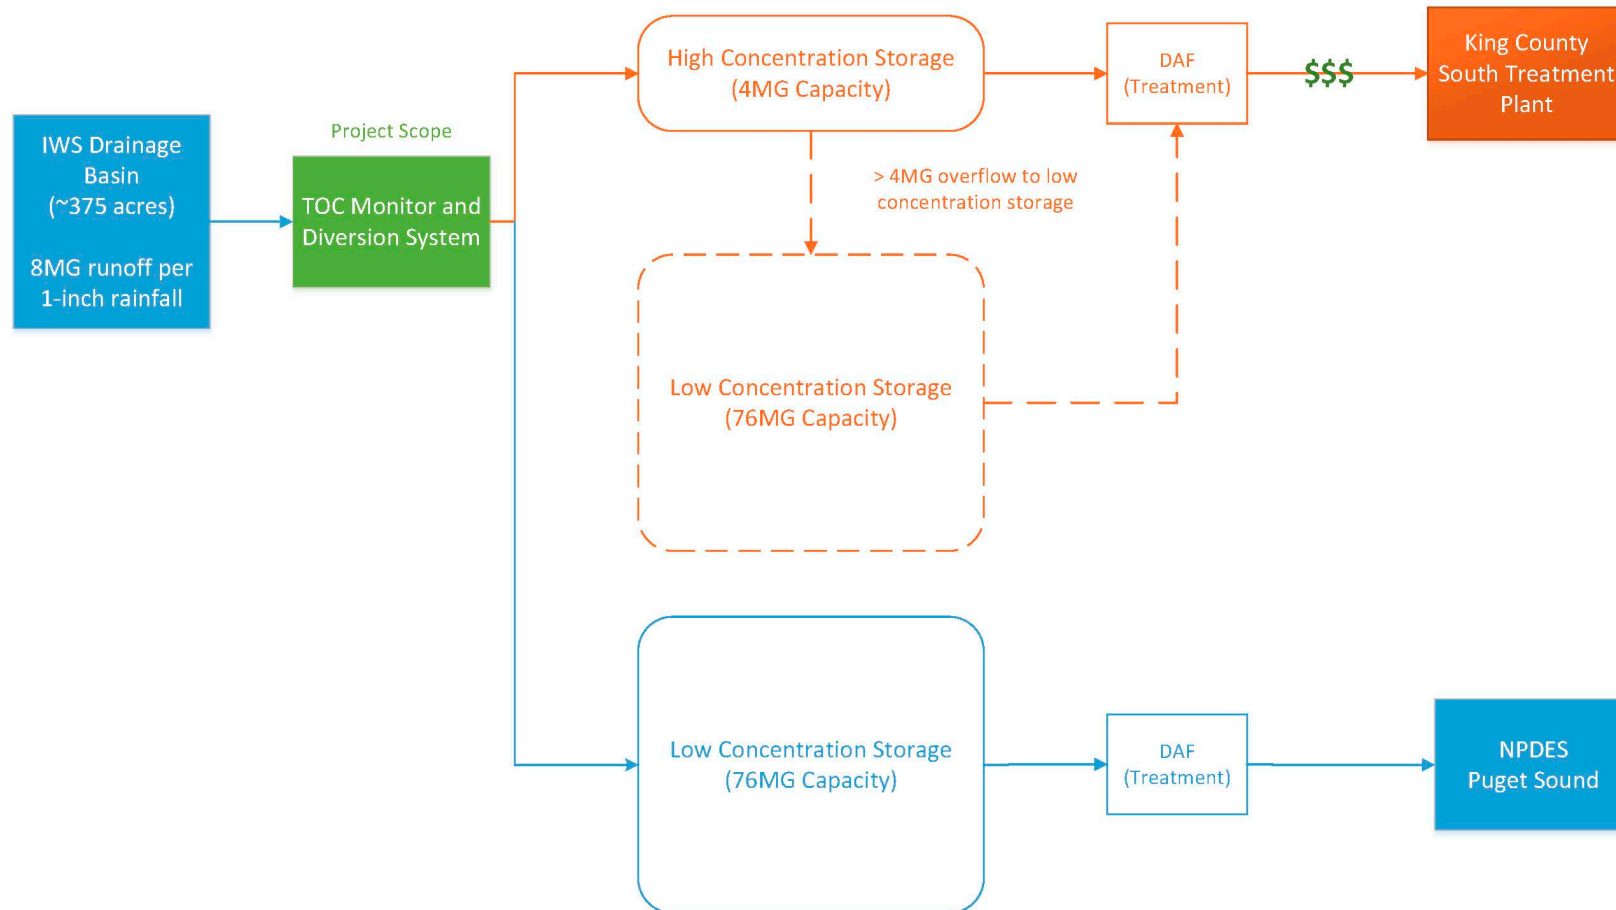 IWS Drainage
Basin
(~375 acres)
8MG runoff per
1-inch rainfall
Project Scope
TOC Monitor and
Diversion System
High Concentration Storage
(4MG Capacity)
DAF
(Treatment)
$$$
King County
South Treatment
Plant
> 4MG overflow to low
concentration storage
Low Concentration Storage
(76MG Capacity)
Low Concentration Storage
(76MG Capacity)
DAF
(Treatment)
NPDES
Puget Sound